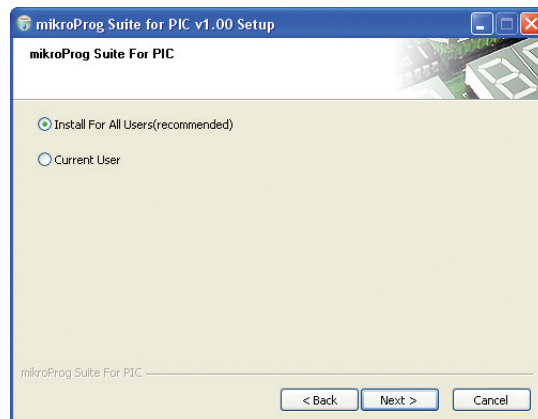 mikroProg Suite for PIC v1.00 Setup
mikroProg Suite For PIC
Install For All Users(recommended)
Current User
mikroProg Suite For PIC
< Back Next > Cancel